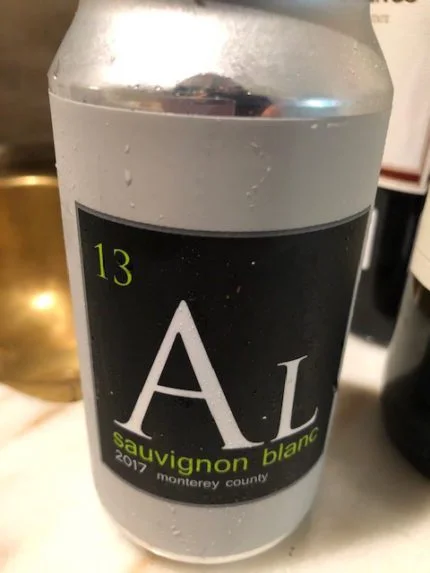 13
AL
sauvignon blanc
2017 monterey county